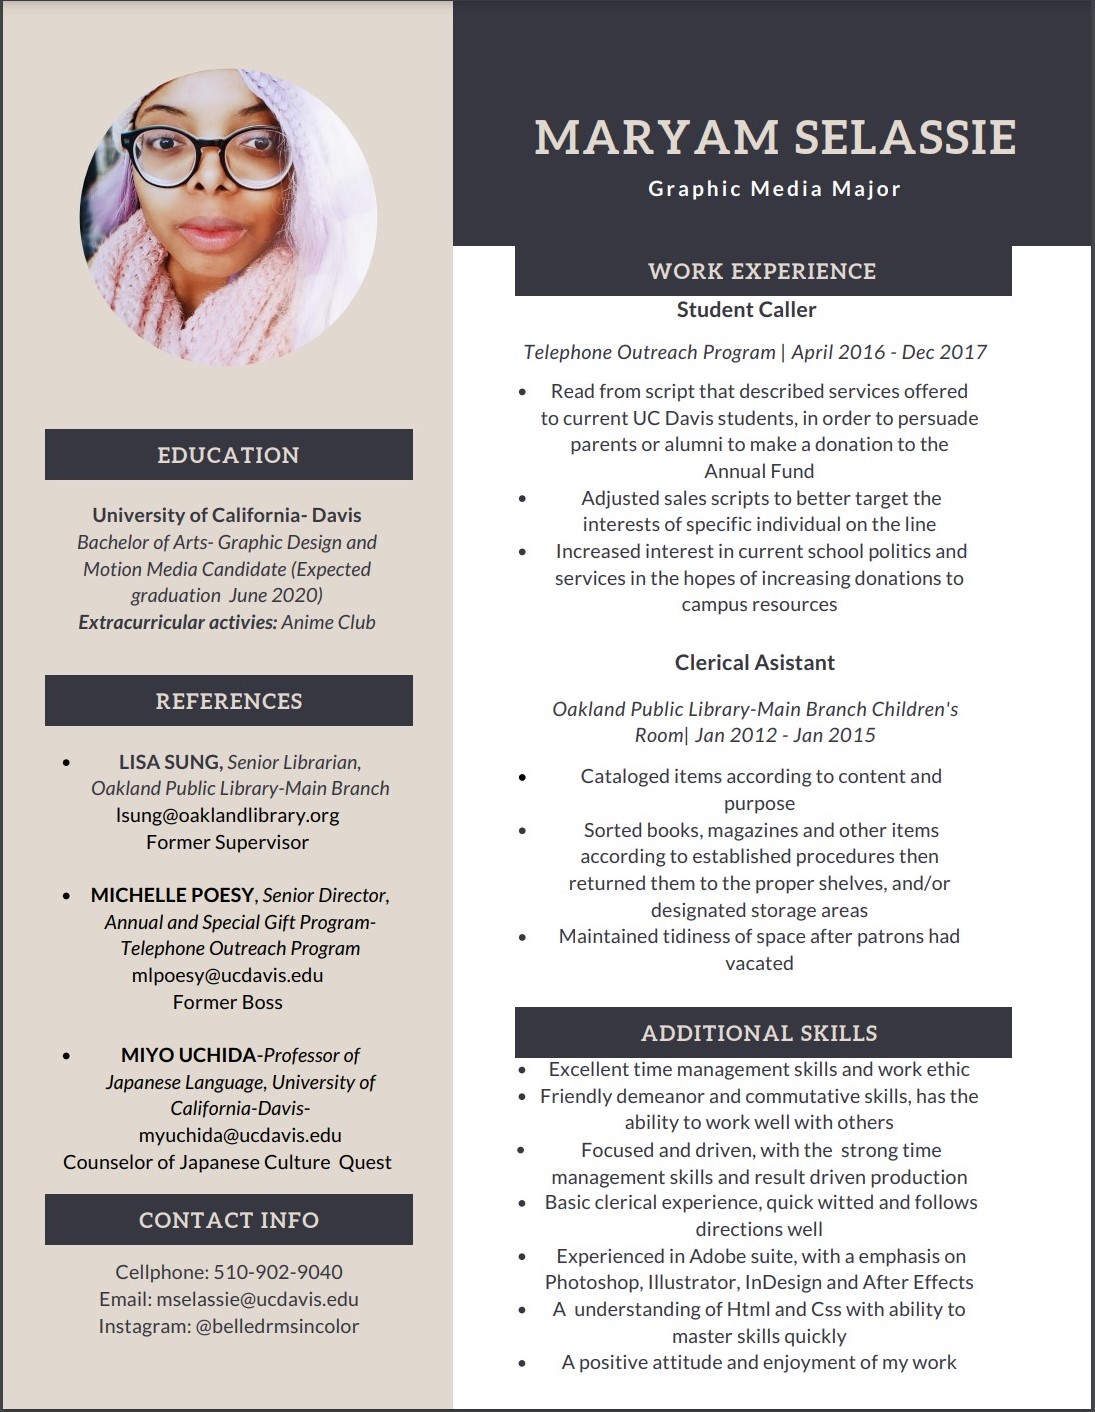 MARYAM SELASSIE
Graphic Media Major
EDUCATION
University of California- Davis
Bachelor of Arts- Graphic Design and
Motion Media Candidate (Expected
graduation  June 2020)
Extracurricular activies: Anime Club
REFERENCES
• LISA SUNG, Senior Librarian,
Oakland Public Library-Main Branch
lsung@oaklandlibrary.org
Former Supervisor
• MICHELLE POESY, Senior Director,
Annual and Special Gift Program-
Telephone Outreach Program
mlpoesy@ucdavis.edu
Former Boss
• MIYO UCHIDA-Professor of
Japanese Language, University of
California-Davis-
myuchida@ucdavis.edu
Counselor of Japanese Culture  Quest
CONTACT INFO
Cellphone: 510-902-9040
Email: mselassie@ucdavis.edu
Instagram: @belledrmsincolor
WORK EXPERIENCE
Student Caller
Telephone Outreach Program | April 2016 - Dec 2017
• Read from script that described services offered
to current UC Davis students, in order to persuade
parents or alumni to make a donation to the
Annual Fund
• Adjusted sales scripts to better target the
interests of specific individual on the line
• Increased interest in current school politics and
services in the hopes of increasing donations to
campus resources
Clerical Asistant
Oakland Public Library-Main Branch Children's
Room| Jan 2012 - Jan 2015
• Cataloged items according to content and
purpose
• Sorted books, magazines and other items
according to established procedures then
returned them to the proper shelves, and/or
designated storage areas
• Maintained tidiness of space after patrons had
vacated
ADDITIONAL SKILLS
• Excellent time management skills and work ethic
• Friendly demeanor and commutative skills, has the
ability to work well with others
• Focused and driven, with the  strong time
management skills and result driven production
• Basic clerical experience, quick witted and follows
directions well
• Experienced in Adobe suite, with a emphasis on
Photoshop, Illustrator, InDesign and After Effects
• A  understanding of Html and Css with ability to
master skills quickly
• A positive attitude and enjoyment of my work